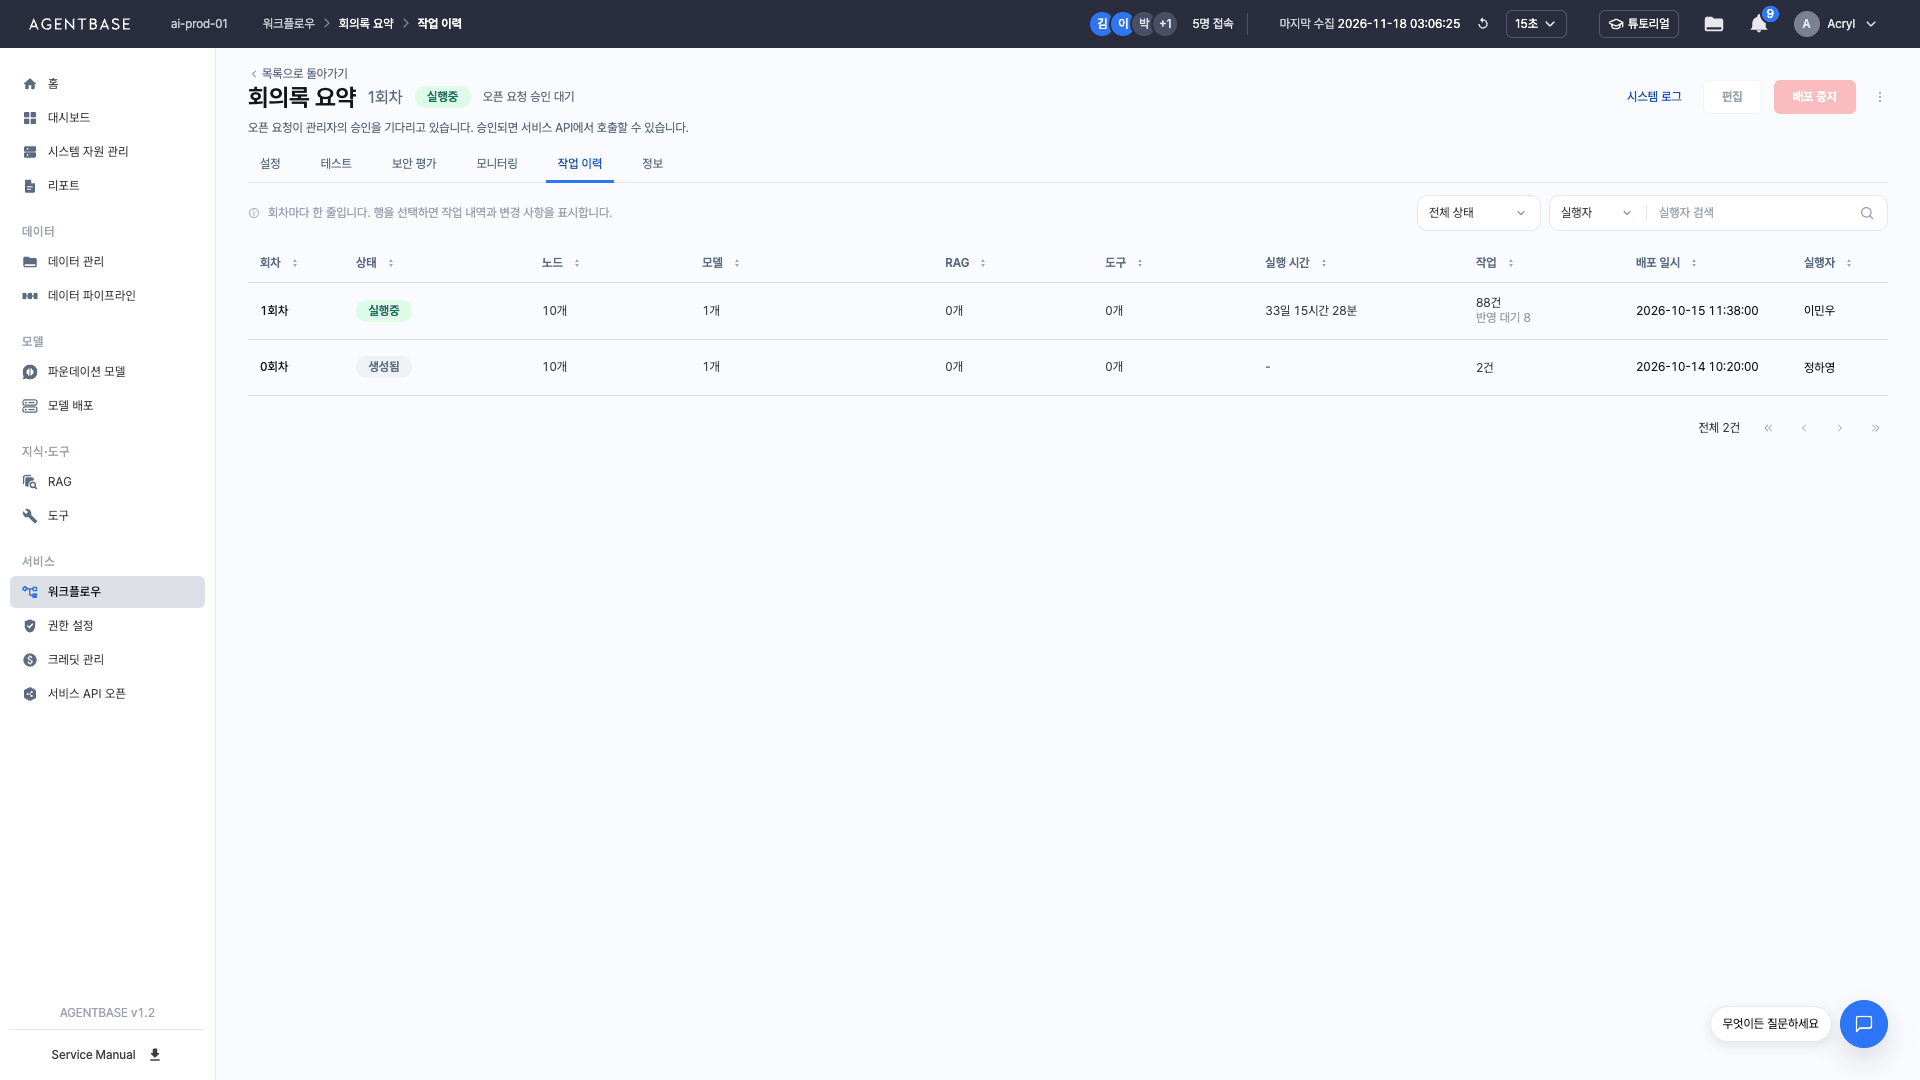 AGENTBASE
ai-prod-01
워크플로우 > 회의록 요약 > 작업 이력
김 이 박 +1 5명 접속
마지막 수집 2026-11-18 03:06:25
15초
튜토리얼
9
A Acryl
홈
대시보드
시스템 자원 관리
리포트
데이터
데이터 관리
데이터 파이프라인
모델
파운데이션 모델
모델 배포
지식·도구
RAG
도구
서비스
워크플로우
권한 설정
크레딧 관리
서비스 API 오픈
AGENTBASE v1.2
Service Manual
목록으로 돌아가기
회의록 요약 1회차 실행중 오픈 요청 승인 대기
시스템 로그 편집 배포 중지
오픈 요청이 관리자의 승인을 기다리고 있습니다. 승인되면 서비스 API에서 호출할 수 있습니다.
설정 테스트 보안 평가 모니터링 작업 이력 정보
회차마다 한 줄입니다. 행을 선택하면 작업 내역과 변경 사항을 표시합니다.
전체 상태 실행자 실행자 검색
회차 상태 노드 모델 RAG 도구 실행 시간 작업 배포 일시 실행자
1회차 실행중 10개 1개 0개 0개 33일 15시간 28분 88건 2026-10-15 11:38:00 이민우
반영 대기 8
0회차 생성됨 10개 1개 0개 0개 - 2건 2026-10-14 10:20:00 정하영
전체 2건
무엇이든 질문하세요